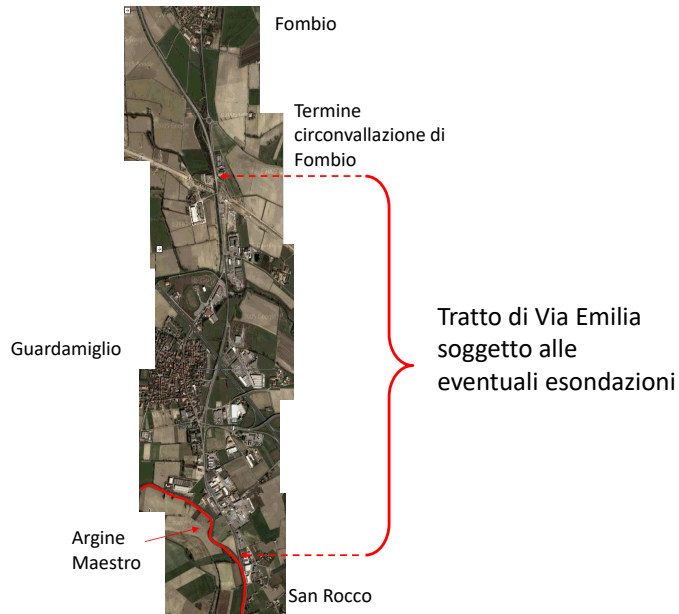 Fombio
Termine
circonvallazione di
Fombio
Tratto di Via Emilia
soggetto alle
eventuali esondazioni
Guardamiglio
Argine
Maestro
San Rocco